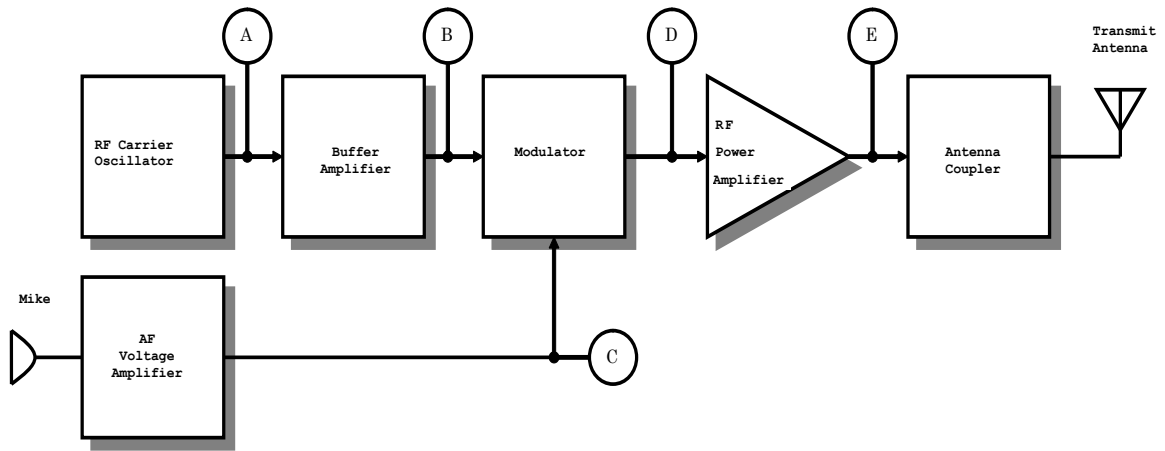 A
B
D
E
Transmit
Antenna
RF Carrier
Oscillator
Buffer
Amplifier
Modulator
RF
Power
Amplifier
Antenna
Coupler
Mike
AF
Voltage
Amplifier
C